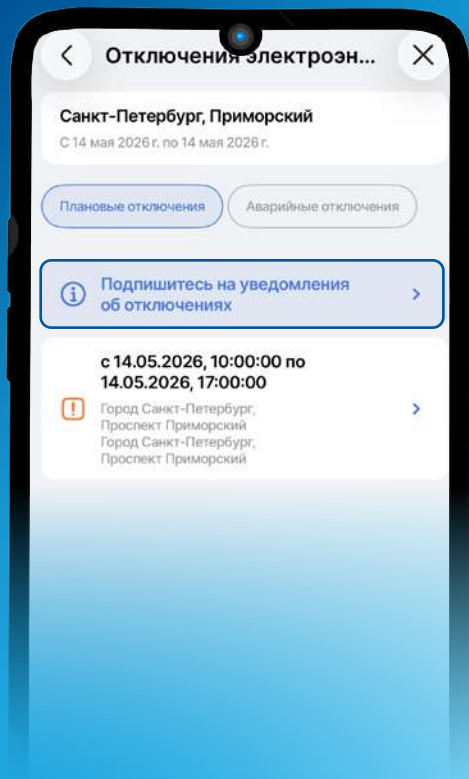 Отключения электроэн...
Санкт-Петербург, Приморский
С 14 мая 2026 г. по 14 мая 2026 г.
Плановые отключения
Аварийные отключения
Подпишитесь на уведомления
об отключениях
с 14.05.2026, 10:00:00 по
14.05.2026, 17:00:00
Город Санкт-Петербург,
Проспект Приморский
Город Санкт-Петербург,
Проспект Приморский